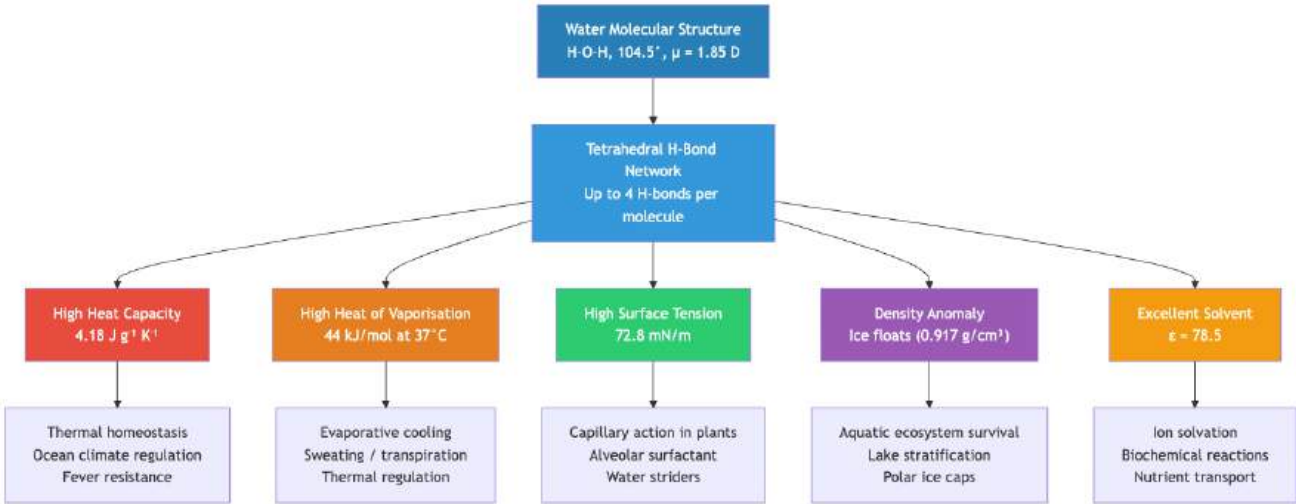 Water Molecular Structure
H-O-H, 104.5°, μ = 1.85 D
Tetrahedral H-Bond
Network
Up to 4 H-bonds per
molecule
High Heat Capacity
4.18 J g⁻¹ K⁻¹
High Heat of Vaporisation
44 kJ/mol at 37°C
High Surface Tension
72.8 mN/m
Density Anomaly
Ice floats (0.917 g/cm³)
Excellent Solvent
ε = 78.5
Thermal homeostasis
Ocean climate regulation
Fever resistance
Evaporative cooling
Sweating / transpiration
Thermal regulation
Capillary action in plants
Alveolar surfactant
Water striders
Aquatic ecosystem survival
Lake stratification
Polar ice caps
Ion solvation
Biochemical reactions
Nutrient transport